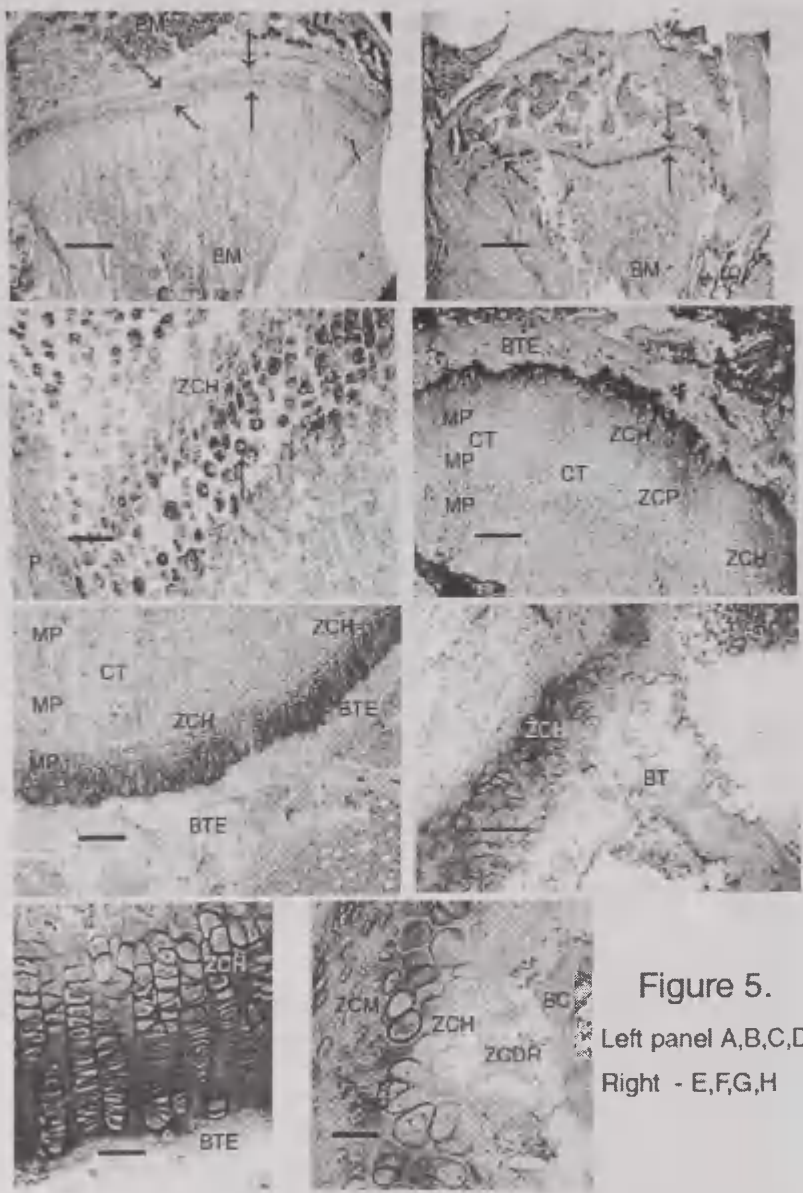 BM
BM
BM
ZCH
P
BTE
MP
CT
ZCH
MP
CT
MP
ZCP
ZCH
MP
ZCH
CT
MP
ZCH
BTE
MP
BTE
ZCH
BT
ZCH
BTE
ZCM
ZCH
BC
ZCDR
Figure 5.
Left panel A,B,C,D
Right - E,F,G,H